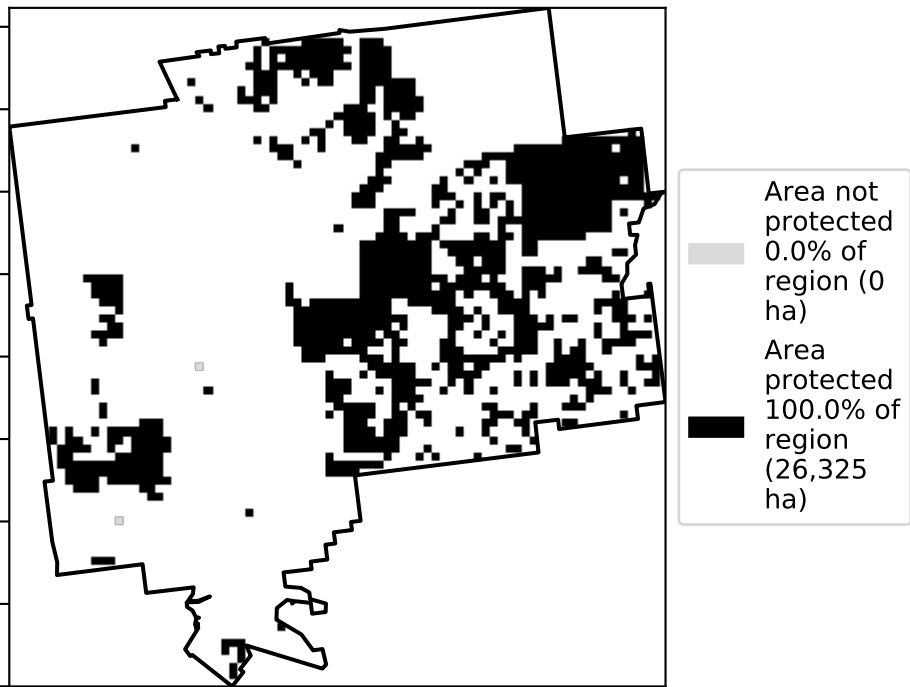 Area not
protected
0.0% of
region (0
ha)
Area
protected
100.0% of
region
(26,325
ha)